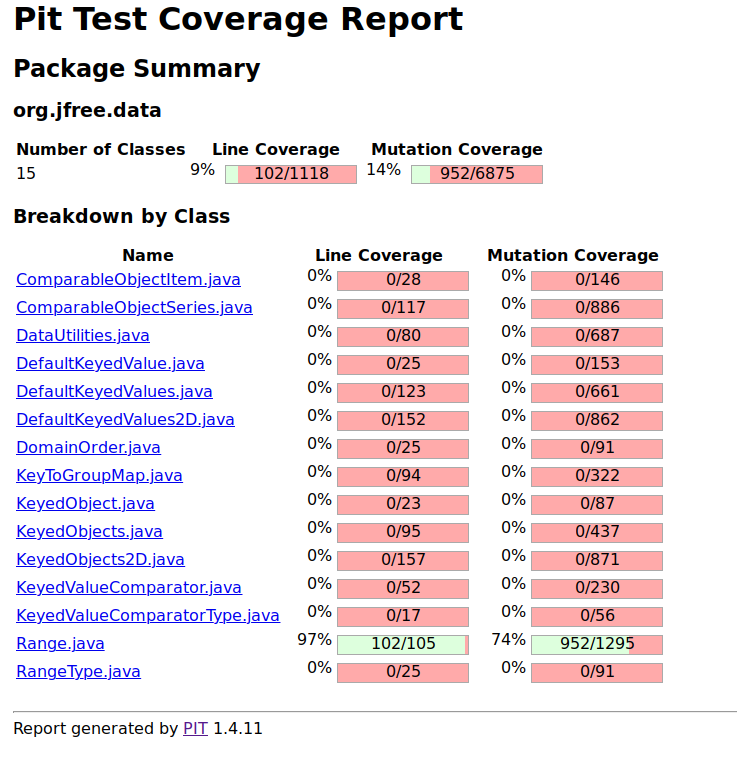 Pit Test Coverage Report
Package Summary
org.jfree.data
Number of Classes Line Coverage Mutation Coverage
15 9% 102/1118 14% 952/6875
Breakdown by Class
Name Line Coverage Mutation Coverage
ComparableObjectItem.java 0% 0/28 0% 0/146
ComparableObjectSeries.java 0% 0/117 0% 0/886
DataUtilities.java 0% 0/80 0% 0/687
DefaultKeyedValue.java 0% 0/25 0% 0/153
DefaultKeyedValues.java 0% 0/123 0% 0/661
DefaultKeyedValues2D.java 0% 0/152 0% 0/862
DomainOrder.java 0% 0/25 0% 0/91
KeyToGroupMap.java 0% 0/94 0% 0/322
KeyedObject.java 0% 0/23 0% 0/87
KeyedObjects.java 0% 0/95 0% 0/437
KeyedObjects2D.java 0% 0/157 0% 0/871
KeyedValueComparator.java 0% 0/52 0% 0/230
KeyedValueComparatorType.java 0% 0/17 0% 0/56
Range.java 97% 102/105 74% 952/1295
RangeType.java 0% 0/25 0% 0/91
Report generated by PIT 1.4.11